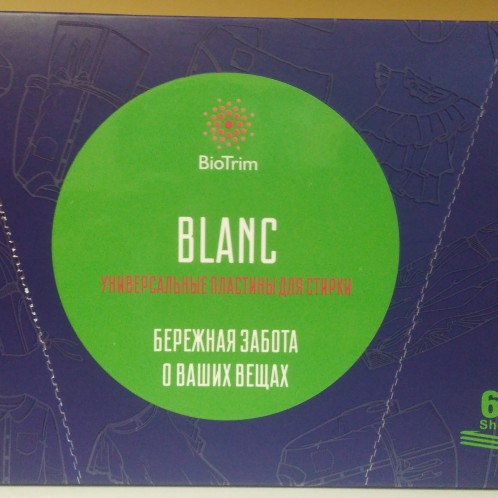 BioTrim
BLANC
УНИВЕРСАЛЬНЫЕ ПЛАСТИНЫ ДЛЯ СТИРКИ
БЕРЕЖНАЯ ЗАБОТА
О ВАШИХ ВЕЩАХ